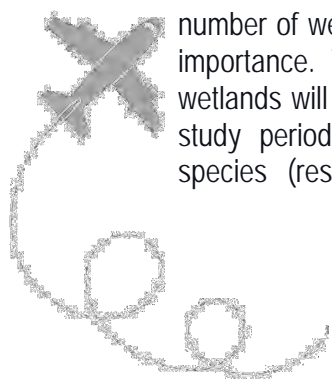 number of we
importance.
wetlands will
study period
species (res